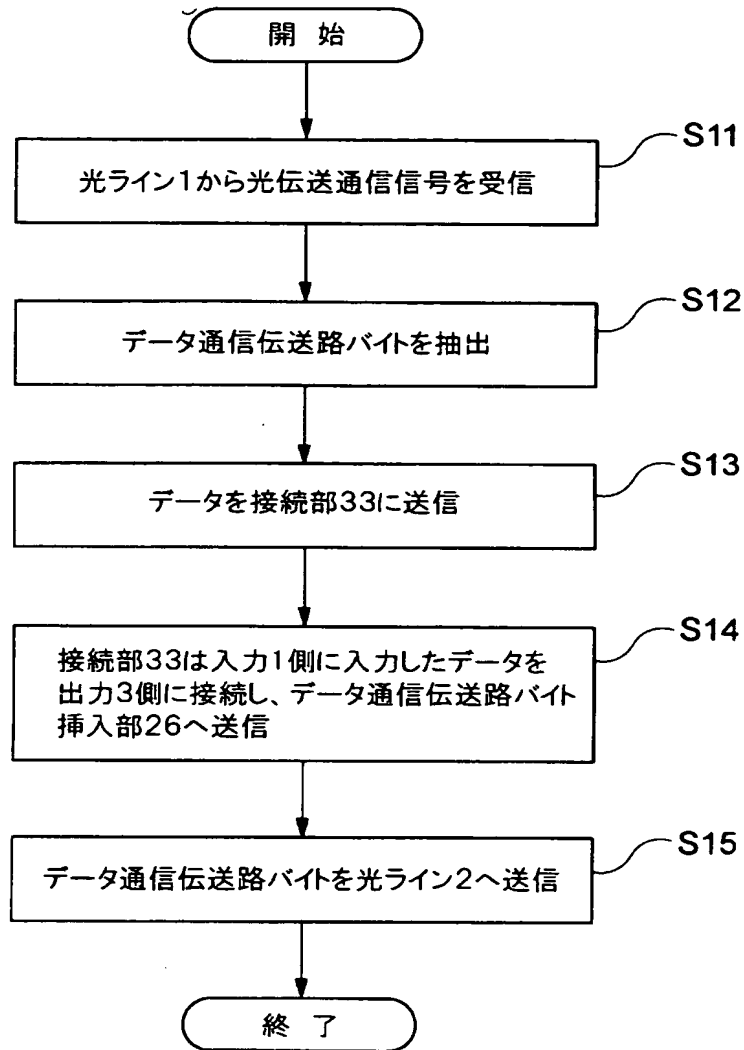 開 始
S11
光ライン1から光伝送通信信号を受信
S12
データ通信伝送路バイトを抽出
S13
データを接続部33に送信
S14
接続部33は入力1側に入力したデータを
出力3側に接続し、データ通信伝送路バイト
挿入部26へ送信
S15
データ通信伝送路バイトを光ライン2へ送信
終 了